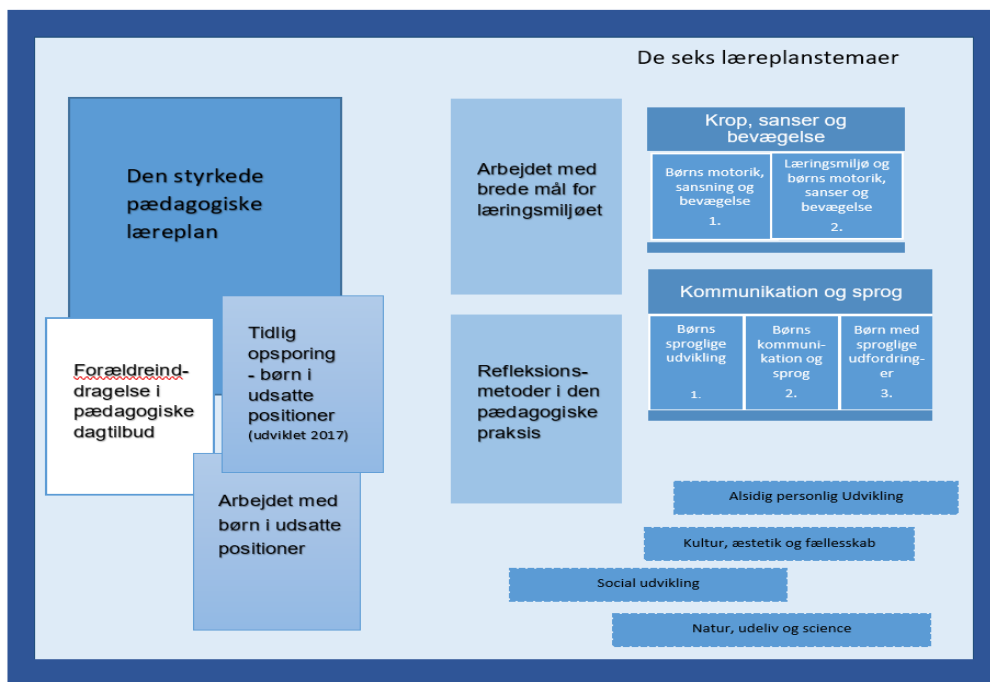 De seks læreplanstemaer
Den styrkede
pædagogiske
læreplan
Forældreind-
dragelse i
pædagogiske
dagtilbud
Tidlig
opsporing
- børn i
udsatte
positioner
(udviklet 2017)
Arbejdet med
børn i udsatte
positioner
Arbejdet med
brede mål for
læringsmiljøet
Refleksions-
metoder i den
pædagogiske
praksis
Krop, sanser og
bevægelse
Børns motorik,
sansning og
bevægelse
1.
Læringsmiljø og
børns motorik,
sanser og
bevægelse
2.
Kommunikation og sprog
Børns
sproglige
udvikling
1.
Børns
kommuni-
kation og
sprog
2.
Børn med
sproglige
udfordring-
er
3.
Alsidig personlig Udvikling
Kultur, æstetik og fællesskab
Social udvikling
Natur, udeliv og science